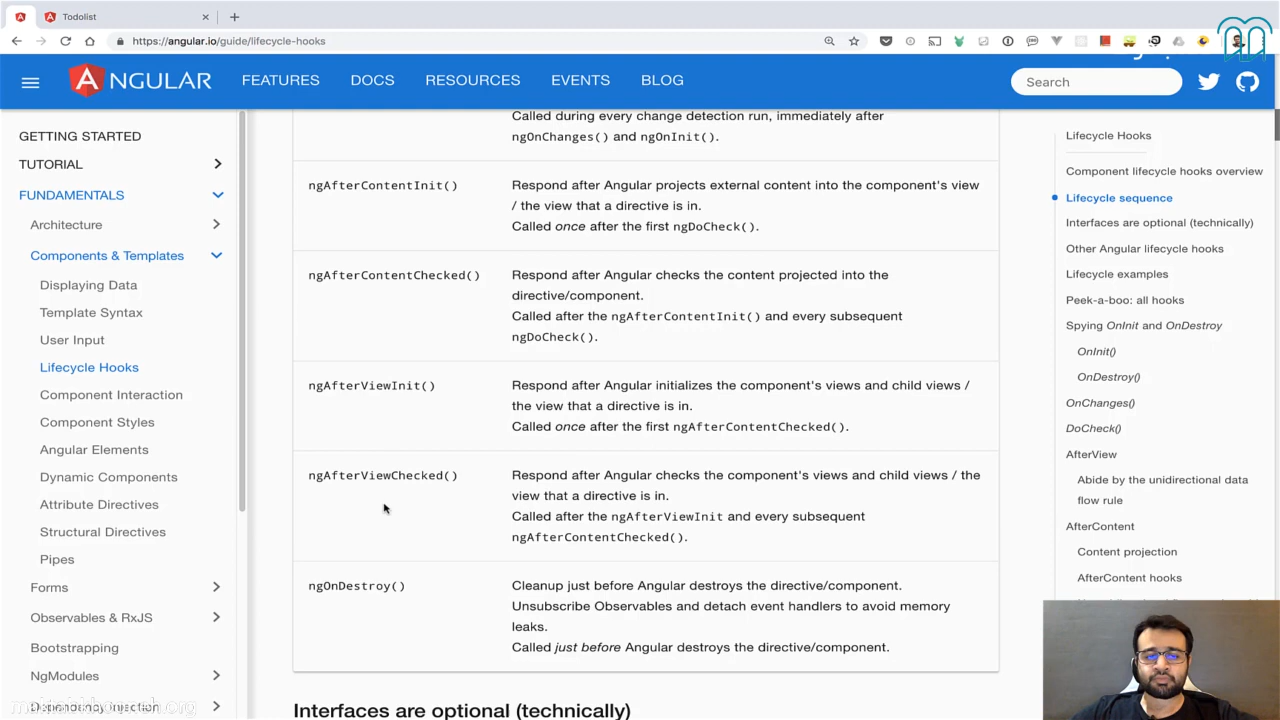 Todolist
https://angular.io/guide/lifecycle-hooks
ANGULAR
FEATURES
DOCS
RESOURCES
EVENTS
BLOG
Search
GETTING STARTED
TUTORIAL
FUNDAMENTALS
Architecture
Components & Templates
Displaying Data
Template Syntax
User Input
Lifecycle Hooks
Component Interaction
Component Styles
Angular Elements
Dynamic Components
Attribute Directives
Structural Directives
Pipes
Forms
Observables & RxJS
Bootstrapping
NgModules
Dependency Injection
Called during every change detection run, immediately after
ngOnChanges() and ngOnInit().
ngAfterContentInit()
Respond after Angular projects external content into the component's view
/ the view that a directive is in.
Called once after the first ngDoCheck().
ngAfterContentChecked()
Respond after Angular checks the content projected into the
directive/component.
Called after the ngAfterContentInit() and every subsequent
ngDoCheck().
ngAfterViewInit()
Respond after Angular initializes the component's views and child views /
the view that a directive is in.
Called once after the first ngAfterContentChecked().
ngAfterViewChecked()
Respond after Angular checks the component's views and child views / the
view that a directive is in.
Called after the ngAfterViewInit and every subsequent
ngAfterContentChecked().
ngOnDestroy()
Cleanup just before Angular destroys the directive/component.
Unsubscribe Observables and detach event handlers to avoid memory
leaks.
Called just before Angular destroys the directive/component.
Interfaces are optional (technically)
Lifecycle Hooks
Component lifecycle hooks overview
Lifecycle sequence
Interfaces are optional (technically)
Other Angular lifecycle hooks
Lifecycle examples
Peek-a-boo: all hooks
Spying OnInit and OnDestroy
OnInit()
OnDestroy()
OnChanges()
DoCheck()
AfterView
Abide by the unidirectional data
flow rule
AfterContent
Content projection
AfterContent hooks